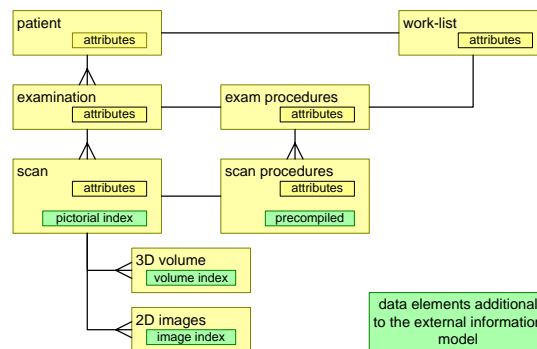 patient
attributes
work-list
attributes
examination
attributes
exam procedures
attributes
scan
attributes
pictorial index
scan procedures
attributes
precompiled
3D volume
volume index
2D images
image index
data elements additional
to the external information
model